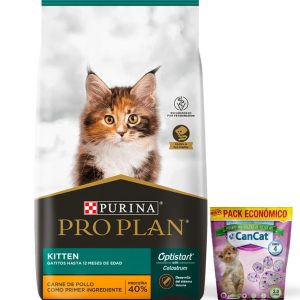 PURINA
PRO PLAN
KITTEN
GATITOS HASTA 12 MESES DE EDAD
Optistart
Colostrum
CARNE DE POLLO
COMO PRIMER INGREDIENTE
PROTEÍNA
40%
PACK ECONÓMICO
CanCat